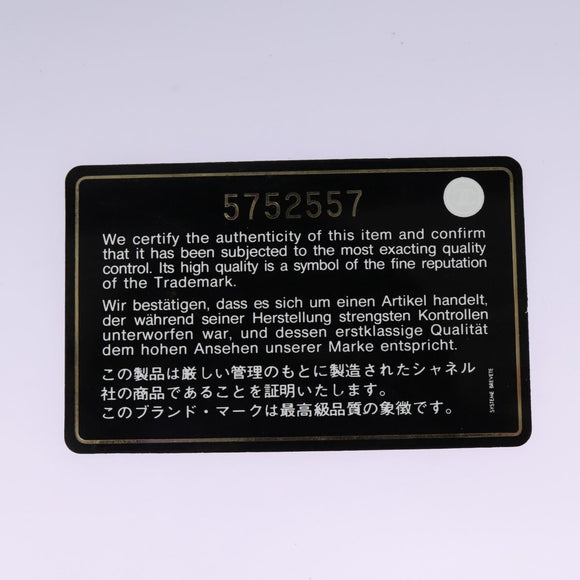 5752557
We certify the authenticity of this item and confirm
that it has been subjected to the most exacting quality
control. Its high quality is a symbol of the fine reputation
of the Trademark.
Wir bestätigen, dass es sich um einen Artikel handelt,
der während seiner Herstellung strengsten Kontrollen
unterworfen war, und dessen erstklassige Qualität
dem hohen Ansehen unserer Marke entspricht.
この製品は厳しい管理のもとに製造されたシャネル
社の商品であることを証明いたします。
このブランド・マークは最高級品質の象徴です。
SYSTEME BREVETE